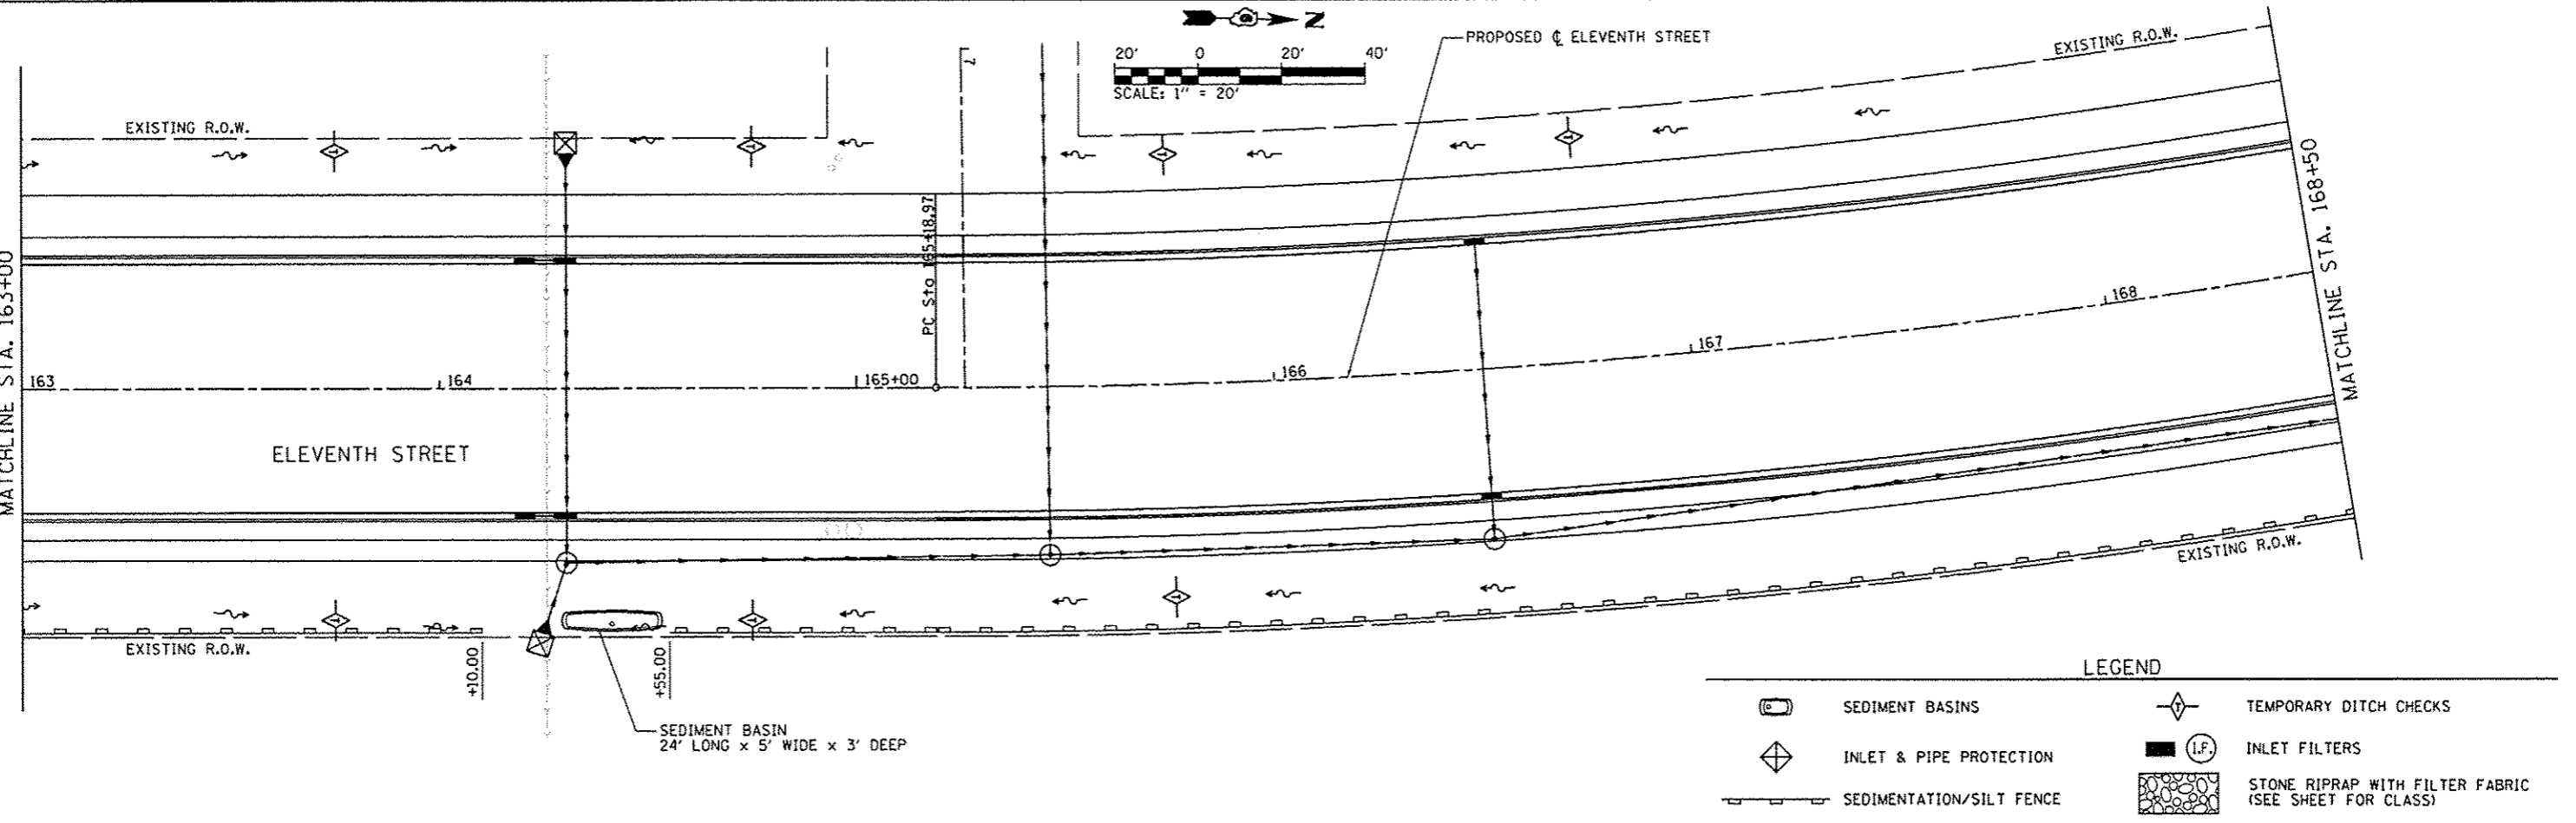 N
20' 0 20' 40'
SCALE: 1" = 20'
PROPOSED ℄ ELEVENTH STREET
EXISTING R.O.W.
EXISTING R.O.W.
MATCHLINE STA. 163+00
MATCHLINE STA. 168+50
PC Sta 165+18.97
163
164
165+00
166
167
168
ELEVENTH STREET
EXISTING R.O.W.
EXISTING R.O.W.
+10.00
+55.00
SEDIMENT BASIN
24' LONG x 5' WIDE x 3' DEEP
LEGEND
SEDIMENT BASINS
INLET & PIPE PROTECTION
SEDIMENTATION/SILT FENCE
T TEMPORARY DITCH CHECKS
I.F. INLET FILTERS
STONE RIPRAP WITH FILTER FABRIC
(SEE SHEET FOR CLASS)